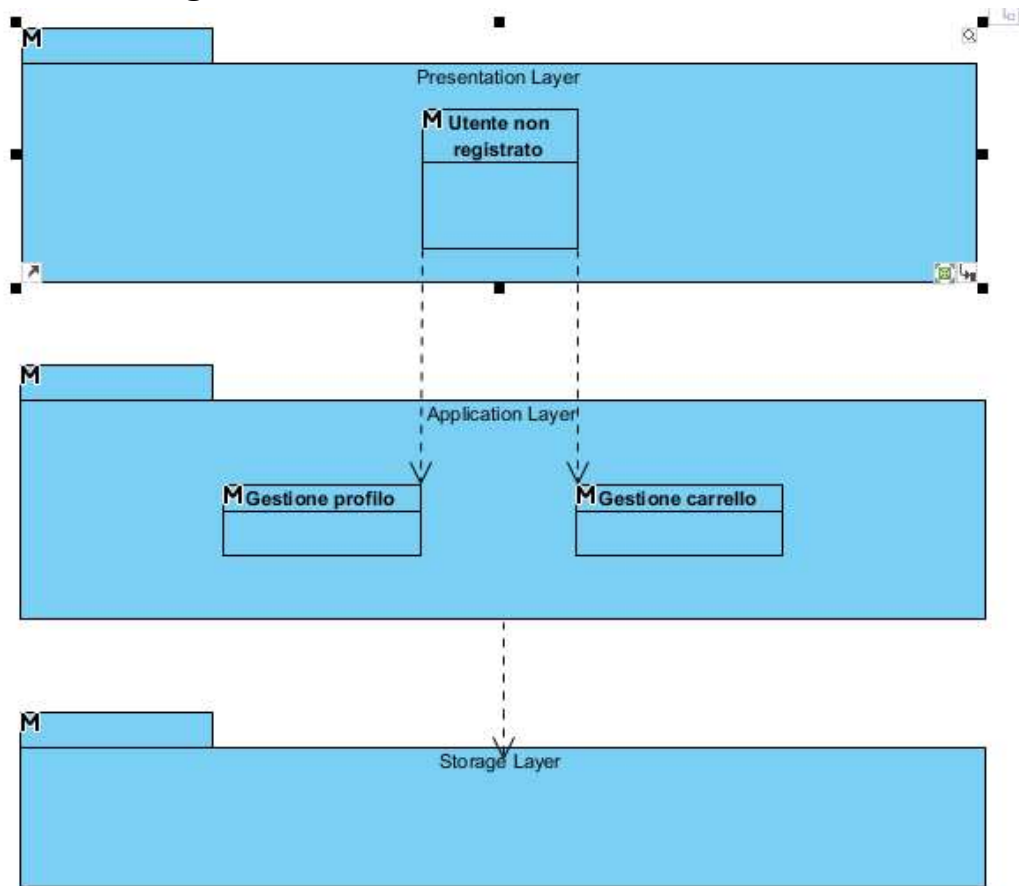 M
Presentation Layer
M Utente non
registrato
M
Application Layer
M Gestione profilo
M Gestione carrello
M
Storage Layer